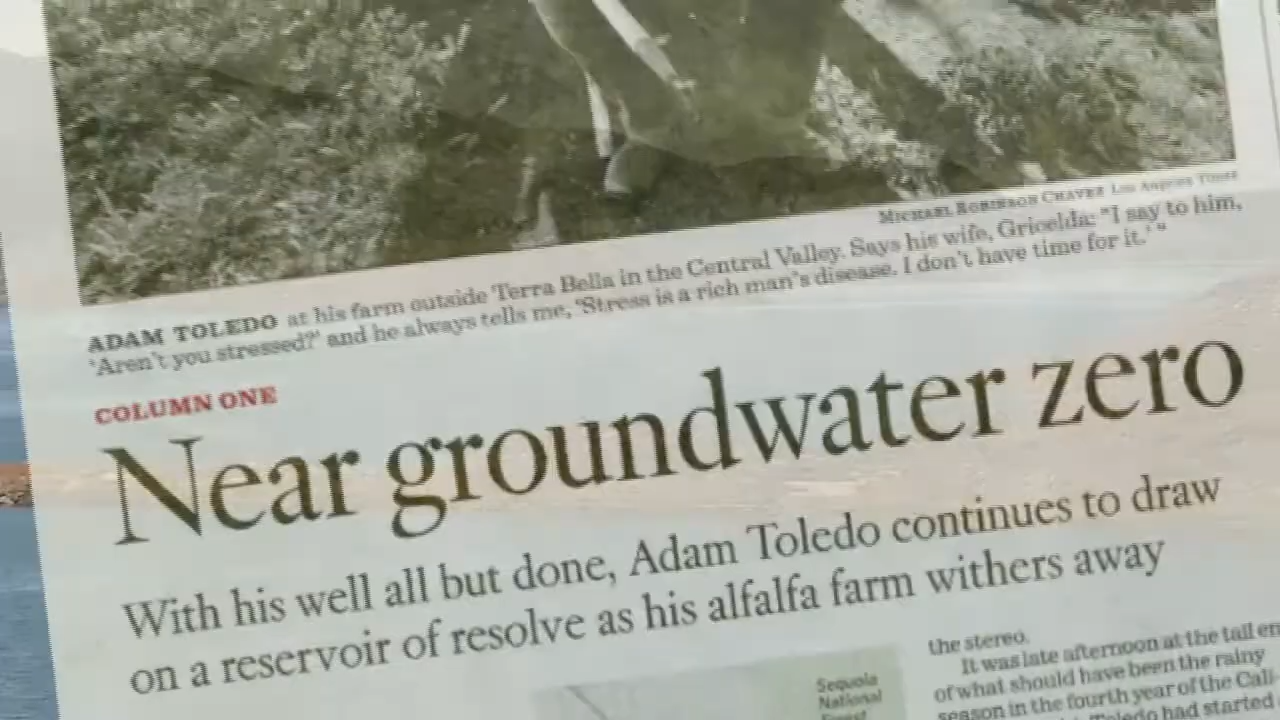 MICHAEL ROBINSON CHAVEZ Los Angeles Times
ADAM TOLEDO at his farm outside Terra Bella in the Central Valley. Says his wife, Gricelda: "I say to him,
'Aren't you stressed?' and he always tells me, 'Stress is a rich man's disease. I don't have time for it.' "
COLUMN ONE
Near groundwater zero
With his well all but done, Adam Toledo continues to draw
on a reservoir of resolve as his alfalfa farm withers away
Sequoia
National
Forest
the stereo.
It was late afternoon at the tail en
of what should have been the rainy
season in the fourth year of the Cali-
Toledo had started